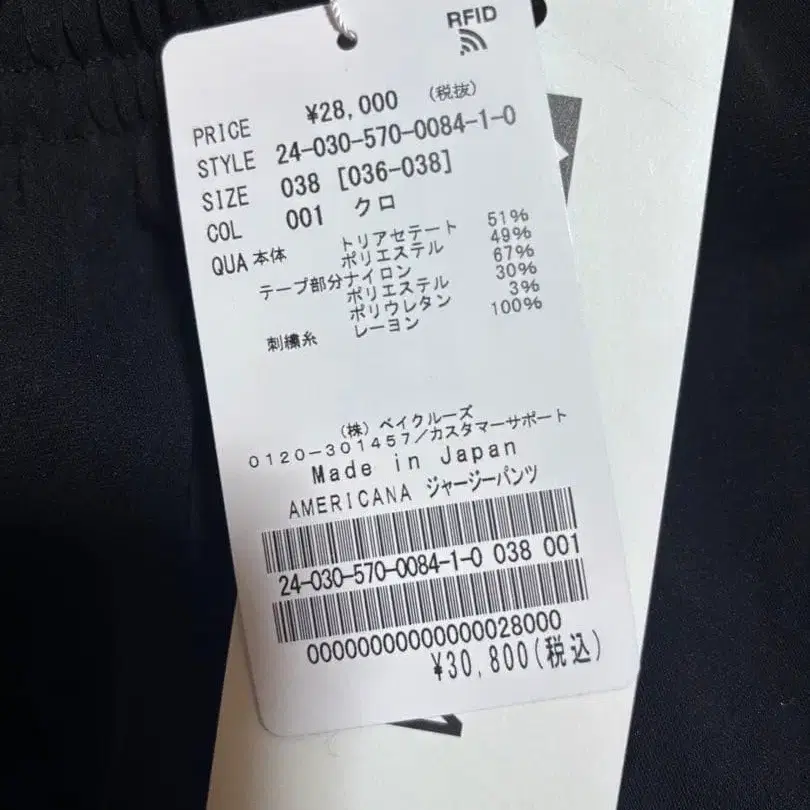 RFID
PRICE ¥28,000 (税抜)
STYLE 24-030-570-0084-1-0
SIZE 038 [036-038]
COL 001 クロ
QUA 本体 トリアセテート 51%
ポリエステル 49%
テープ部分ナイロン 67%
ポリエステル 30%
ポリウレタン 3%
刺繍糸 レーヨン 100%
(株) ベイクルーズ
0120-301457/カスタマーサポート
Made in Japan
AMERICANA ジャージーパンツ
24-030-570-0084-1-0 038 001
00000000000000028000
¥30,800(税込)